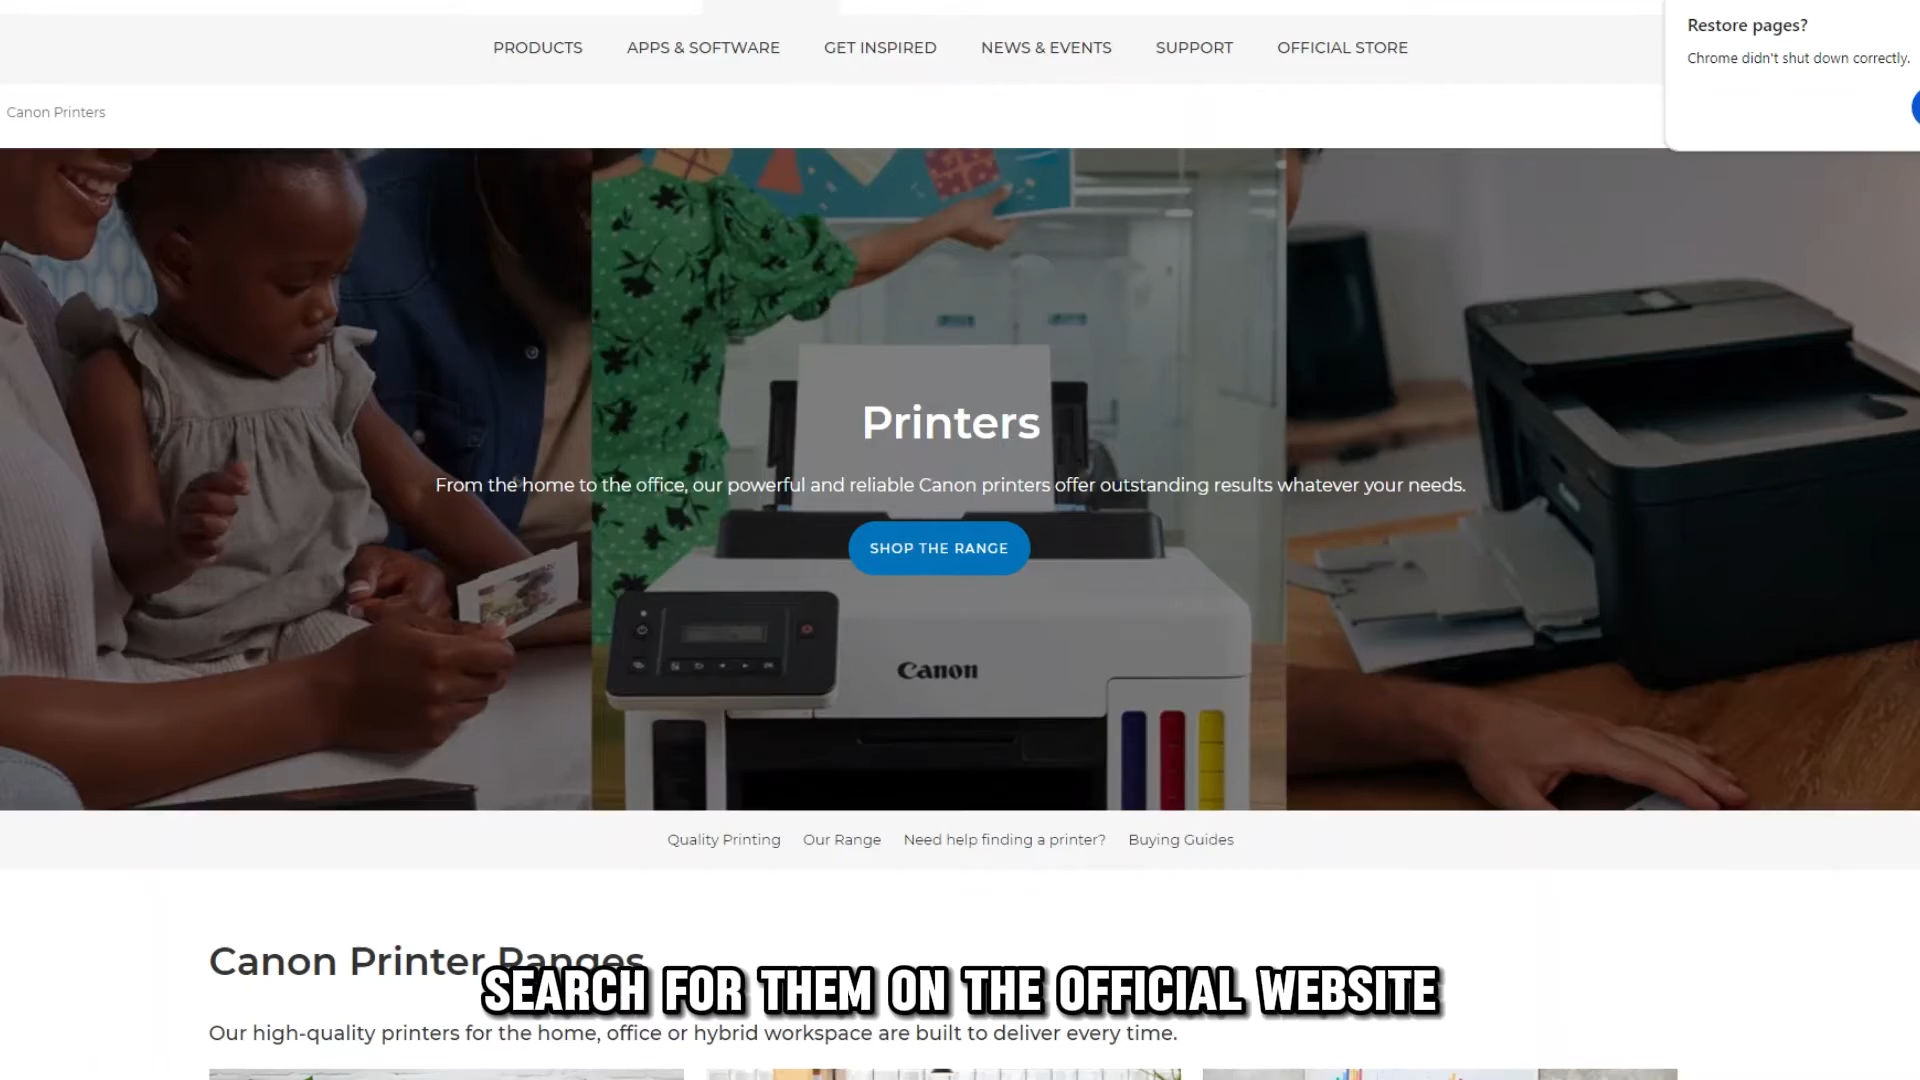 PRODUCTS APPS & SOFTWARE GET INSPIRED NEWS & EVENTS SUPPORT OFFICIAL STORE
Restore pages?
Chrome didn't shut down correctly.
Canon Printers
Printers
From the home to the office, our powerful and reliable Canon printers offer outstanding results whatever your needs.
SHOP THE RANGE
Canon
Quality Printing Our Range Need help finding a printer? Buying Guides
Canon Printer Ranges
SEARCH FOR THEM ON THE OFFICIAL WEBSITE
Our high-quality printers for the home, office or hybrid workspace are built to deliver every time.